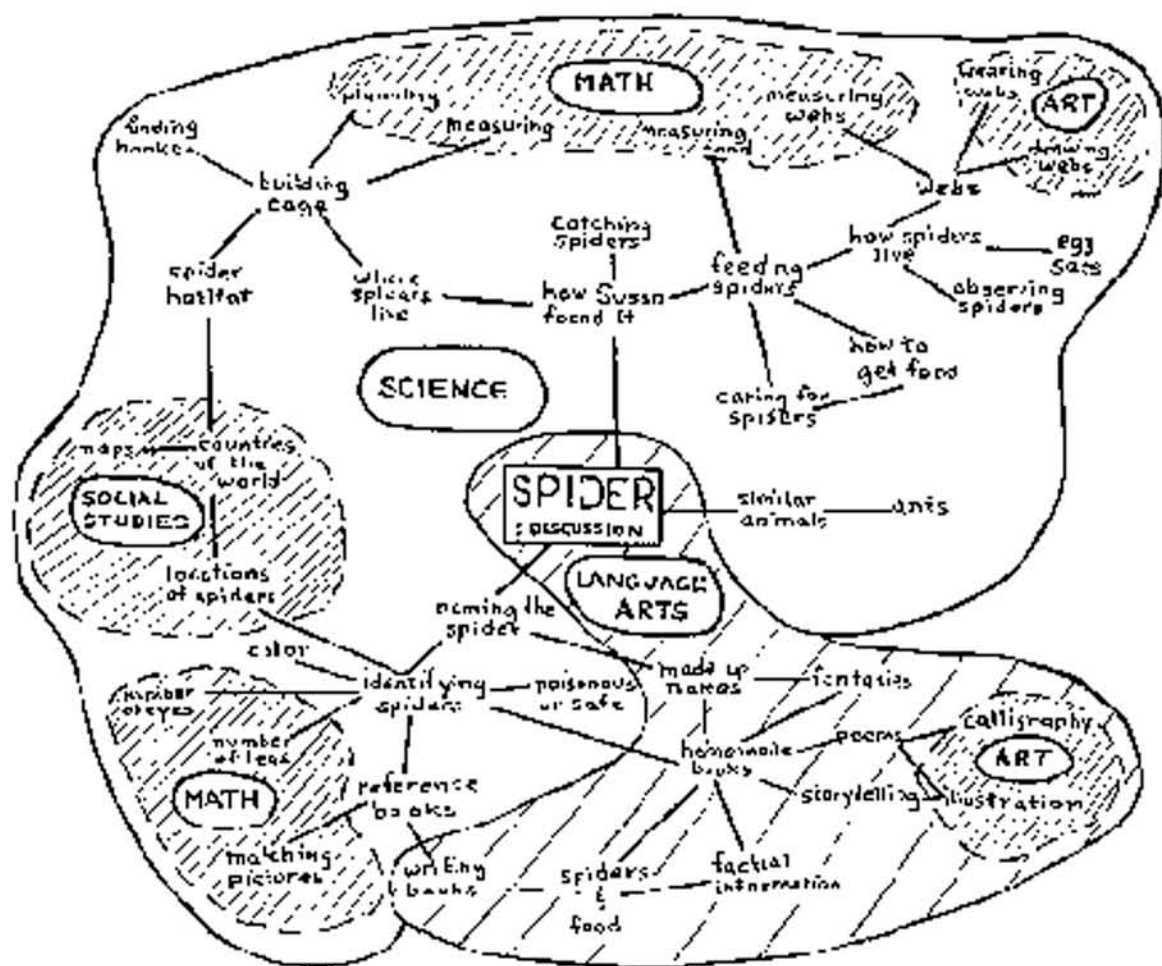 MATH
planning
measuring
measuring
and
measuring
webs
webs
ART
drawing
webs
finding
building
cage
webs
catching
spiders
how spiders
live
egg
sacs
observing
spiders
spider
habitat
where
spiders
live
how Susan
found it
feeding
spiders
how to
get food
caring for
spiders
SCIENCE
maps
countries
of the
world
SOCIAL
STUDIES
locations
of spiders
SPIDER
DISCUSSION
similar
animals
ants
LANGUAGE
ARTS
naming the
spider
color
identifying
spiders
poisonous
or safe
made up
names
fantasies
number
of eyes
number
of legs
MATH
reference
books
matching
pictures
writing
books
homemade
books
poems
calligraphy
ART
storytelling
illustration
spiders
&
food
factial
information